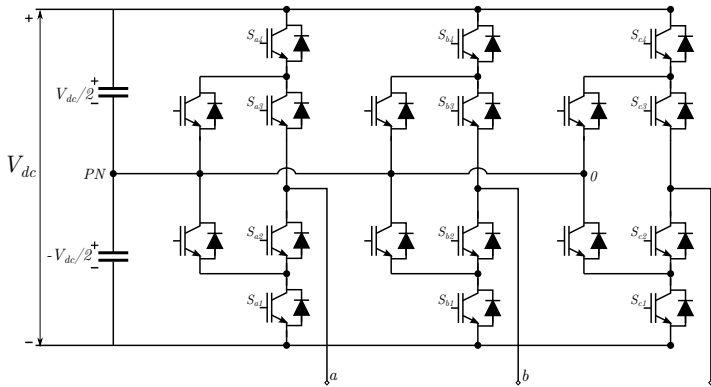 +
S_{a4}
S_{b4}
S_{c4}
+
V_{dc}/2
−
S_{a3}
S_{b3}
S_{c3}
V_{dc}
PN
0
+
-V_{dc}/2
−
S_{a2}
S_{b2}
S_{c2}
S_{a1}
S_{b1}
S_{c1}
−
a
b